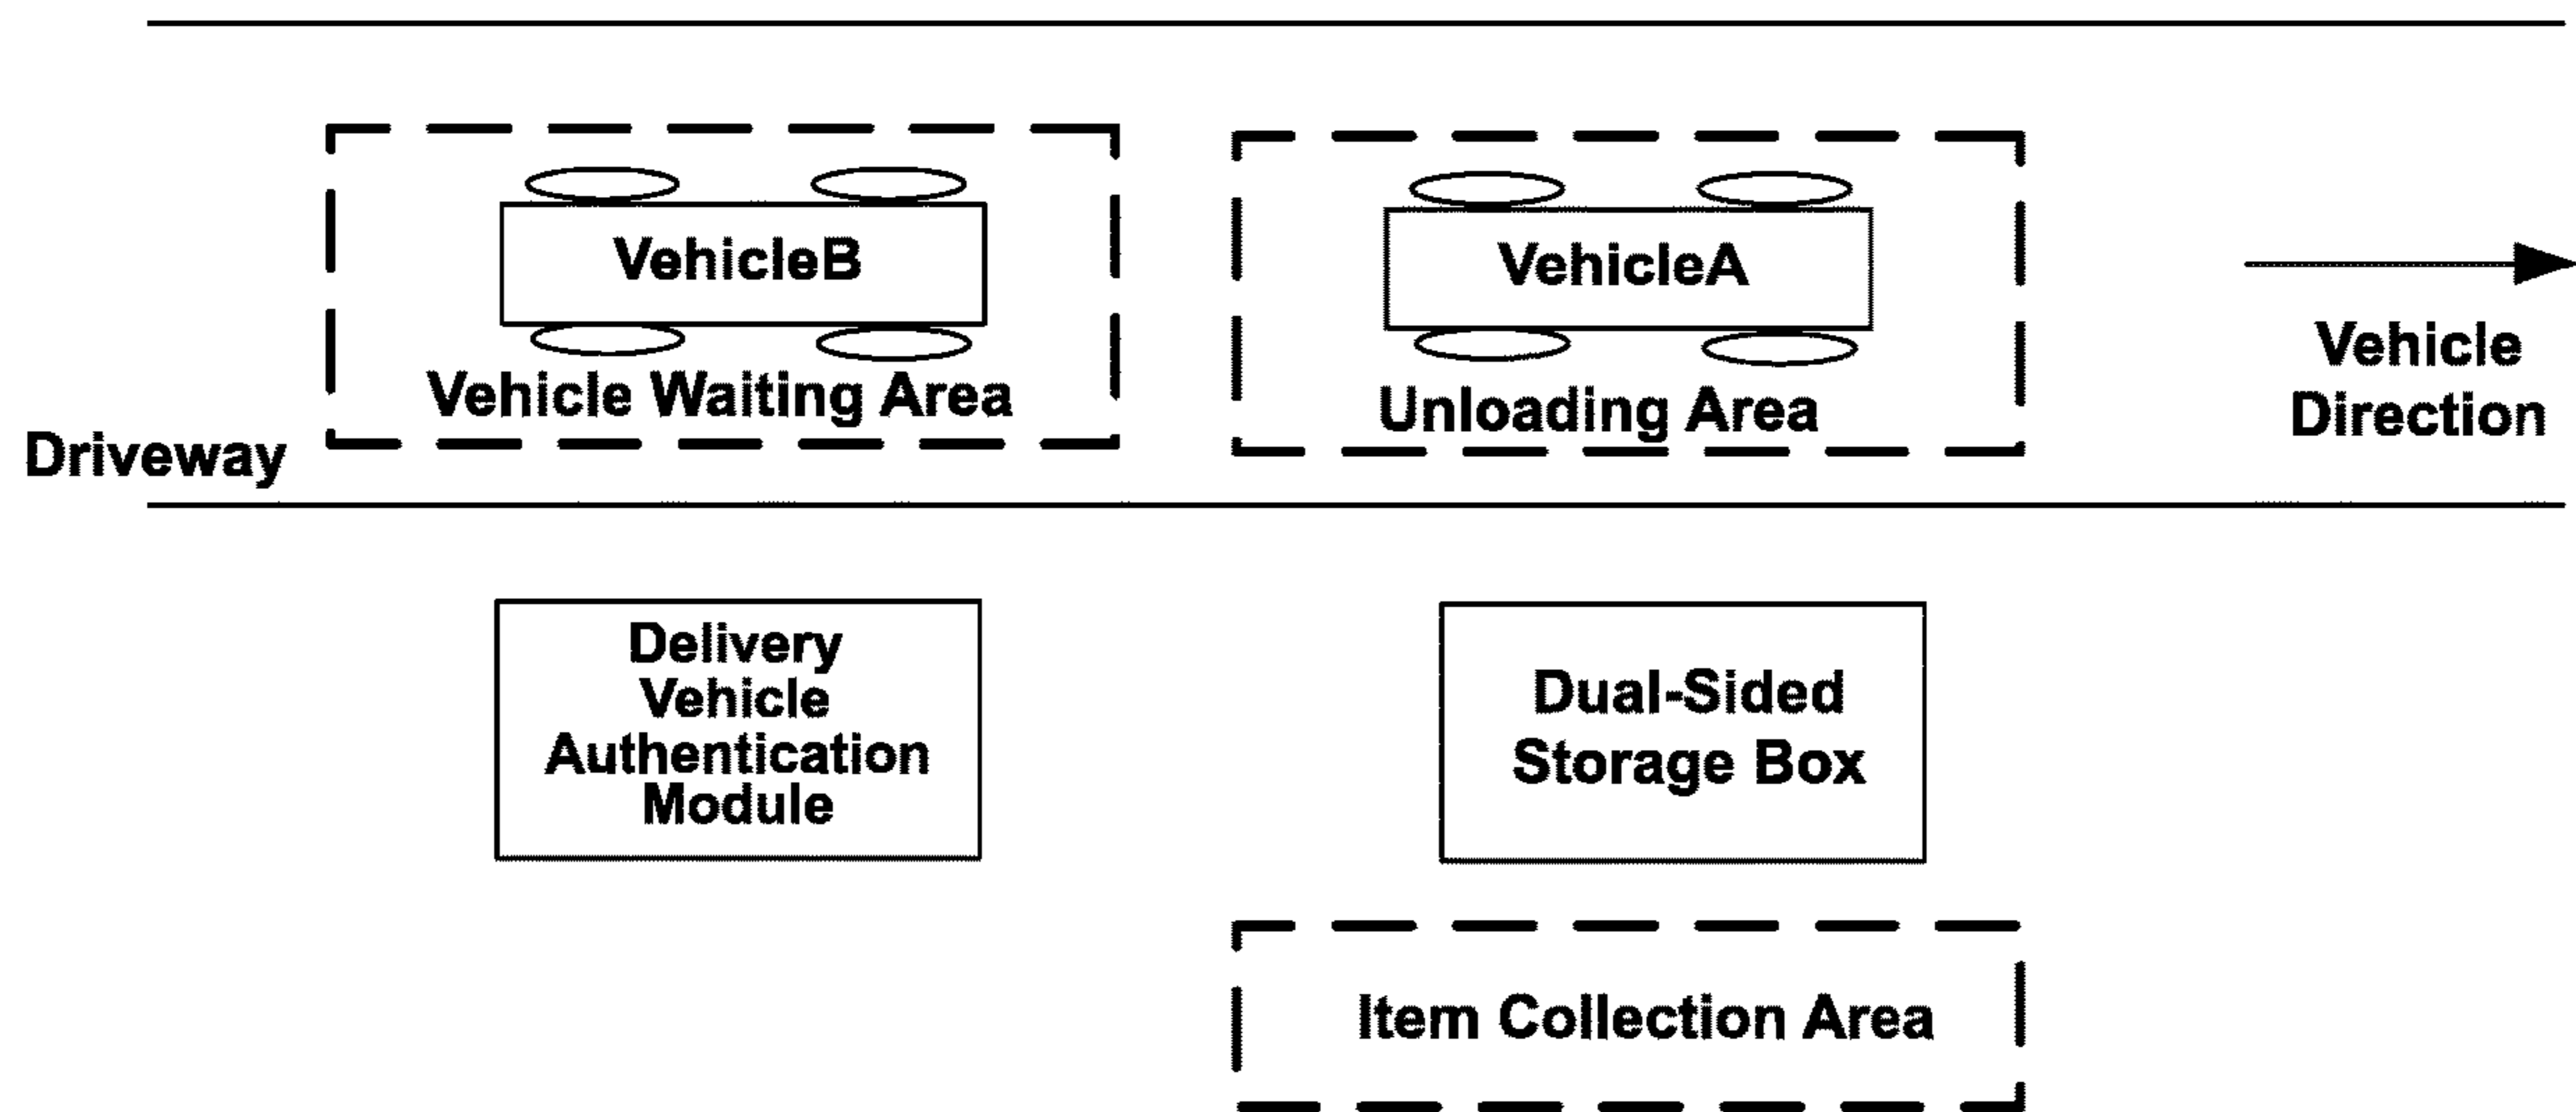 VehicleB
VehicleA
Vehicle
Direction
Vehicle Waiting Area
Unloading Area
Driveway
Delivery
Vehicle
Authentication
Module
Dual-Sided
Storage Box
Item Collection Area